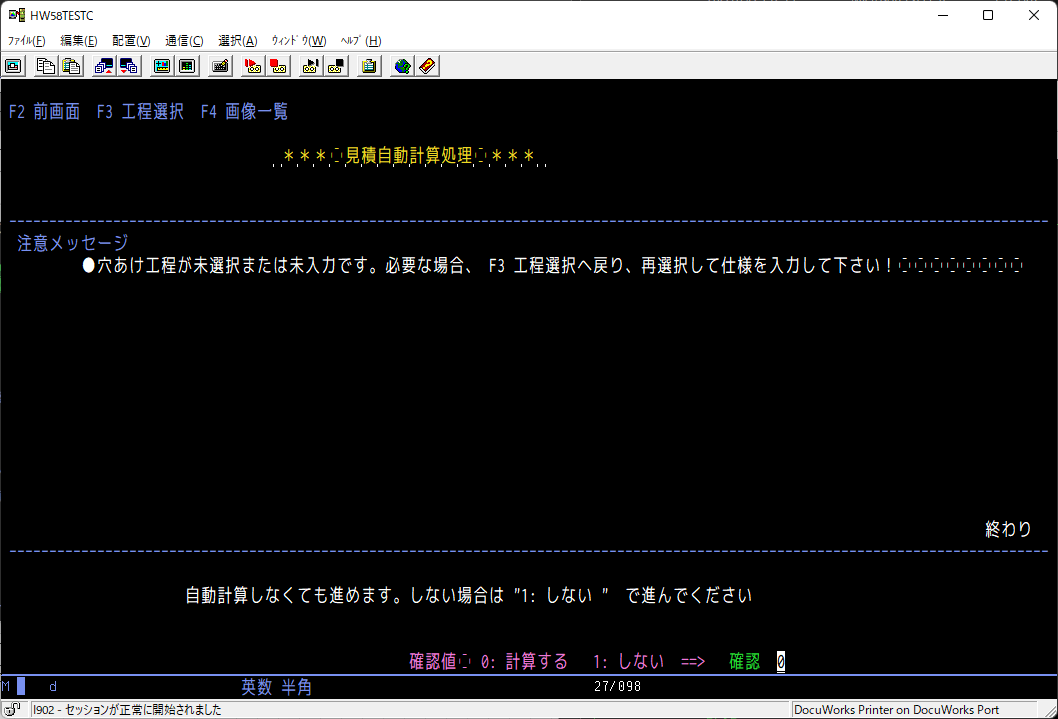 HW58TESTC
ﾌｧｲﾙ(F) 編集(E) 配置(V) 通信(C) 選択(A) ｳｨﾝﾄﾞｳ(W) ﾍﾙﾌﾟ(H)
F2 前画面 F3 工程選択 F4 画像一覧
＊＊＊ 見積自動計算処理 ＊＊＊
注意メッセージ
●穴あけ工程が未選択または未入力です。必要な場合、 F3 工程選択へ戻り、再選択して仕様を入力して下さい！
終わり
自動計算しなくても進めます。しない場合は "1: しない " で進んでください
確認値 0: 計算する 1: しない ==> 確認 0
M d 英数 半角 27/098
I902 - セッションが正常に開始されました DocuWorks Printer on DocuWorks Port